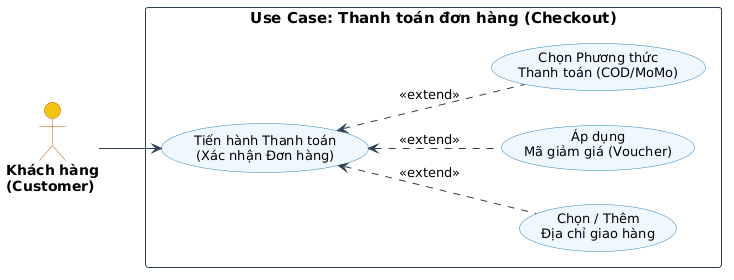 Use Case: Thanh toán đơn hàng (Checkout)
Chọn Phương thức
Thanh toán (COD/MoMo)
«extend»
Khách hàng
(Customer)
Tiến hành Thanh toán
(Xác nhận Đơn hàng)
«extend»
Áp dụng
Mã giảm giá (Voucher)
«extend»
Chọn / Thêm
Địa chỉ giao hàng